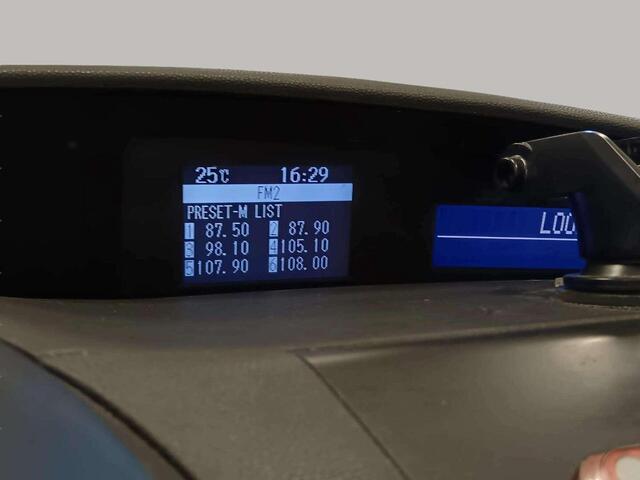 25℃ 16:29
FM2
PRESET-M LIST
1 87.50 2 87.90
3 98.10 4 105.10
5 107.90 6 108.00
LOO